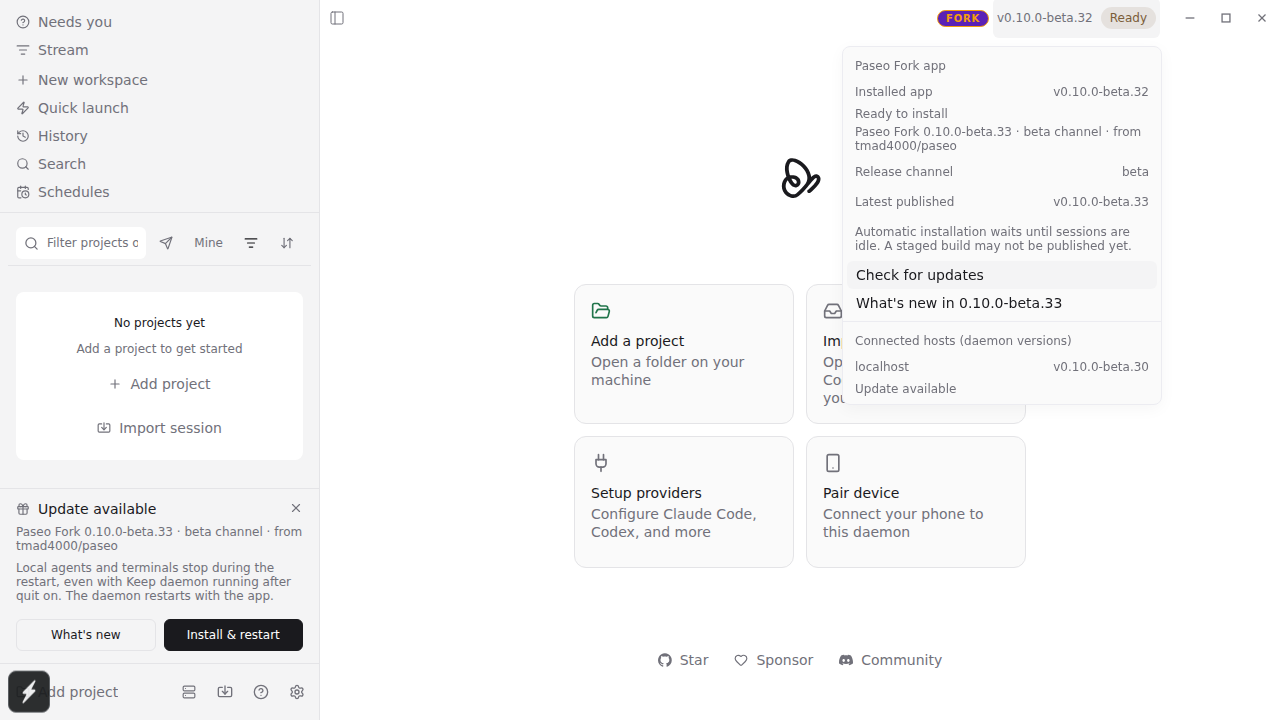 Needs you
Stream
New workspace
Quick launch
History
Search
Schedules
Filter projects o
Mine
No projects yet
Add a project to get started
Add project
Import session
Update available
Paseo Fork 0.10.0-beta.33 · beta channel · from
tmad4000/paseo
Local agents and terminals stop during the
restart, even with Keep daemon running after
quit on. The daemon restarts with the app.
What's new
Install & restart
dd project
FORK
v0.10.0-beta.32
Ready
Paseo Fork app
Installed app
v0.10.0-beta.32
Ready to install
Paseo Fork 0.10.0-beta.33 · beta channel · from
tmad4000/paseo
Release channel
beta
Latest published
v0.10.0-beta.33
Automatic installation waits until sessions are
idle. A staged build may not be published yet.
Check for updates
What's new in 0.10.0-beta.33
Connected hosts (daemon versions)
localhost
v0.10.0-beta.30
Update available
Add a project
Open a folder on your
machine
Im
Op
Co
you
Setup providers
Configure Claude Code,
Codex, and more
Pair device
Connect your phone to
this daemon
Star
Sponsor
Community